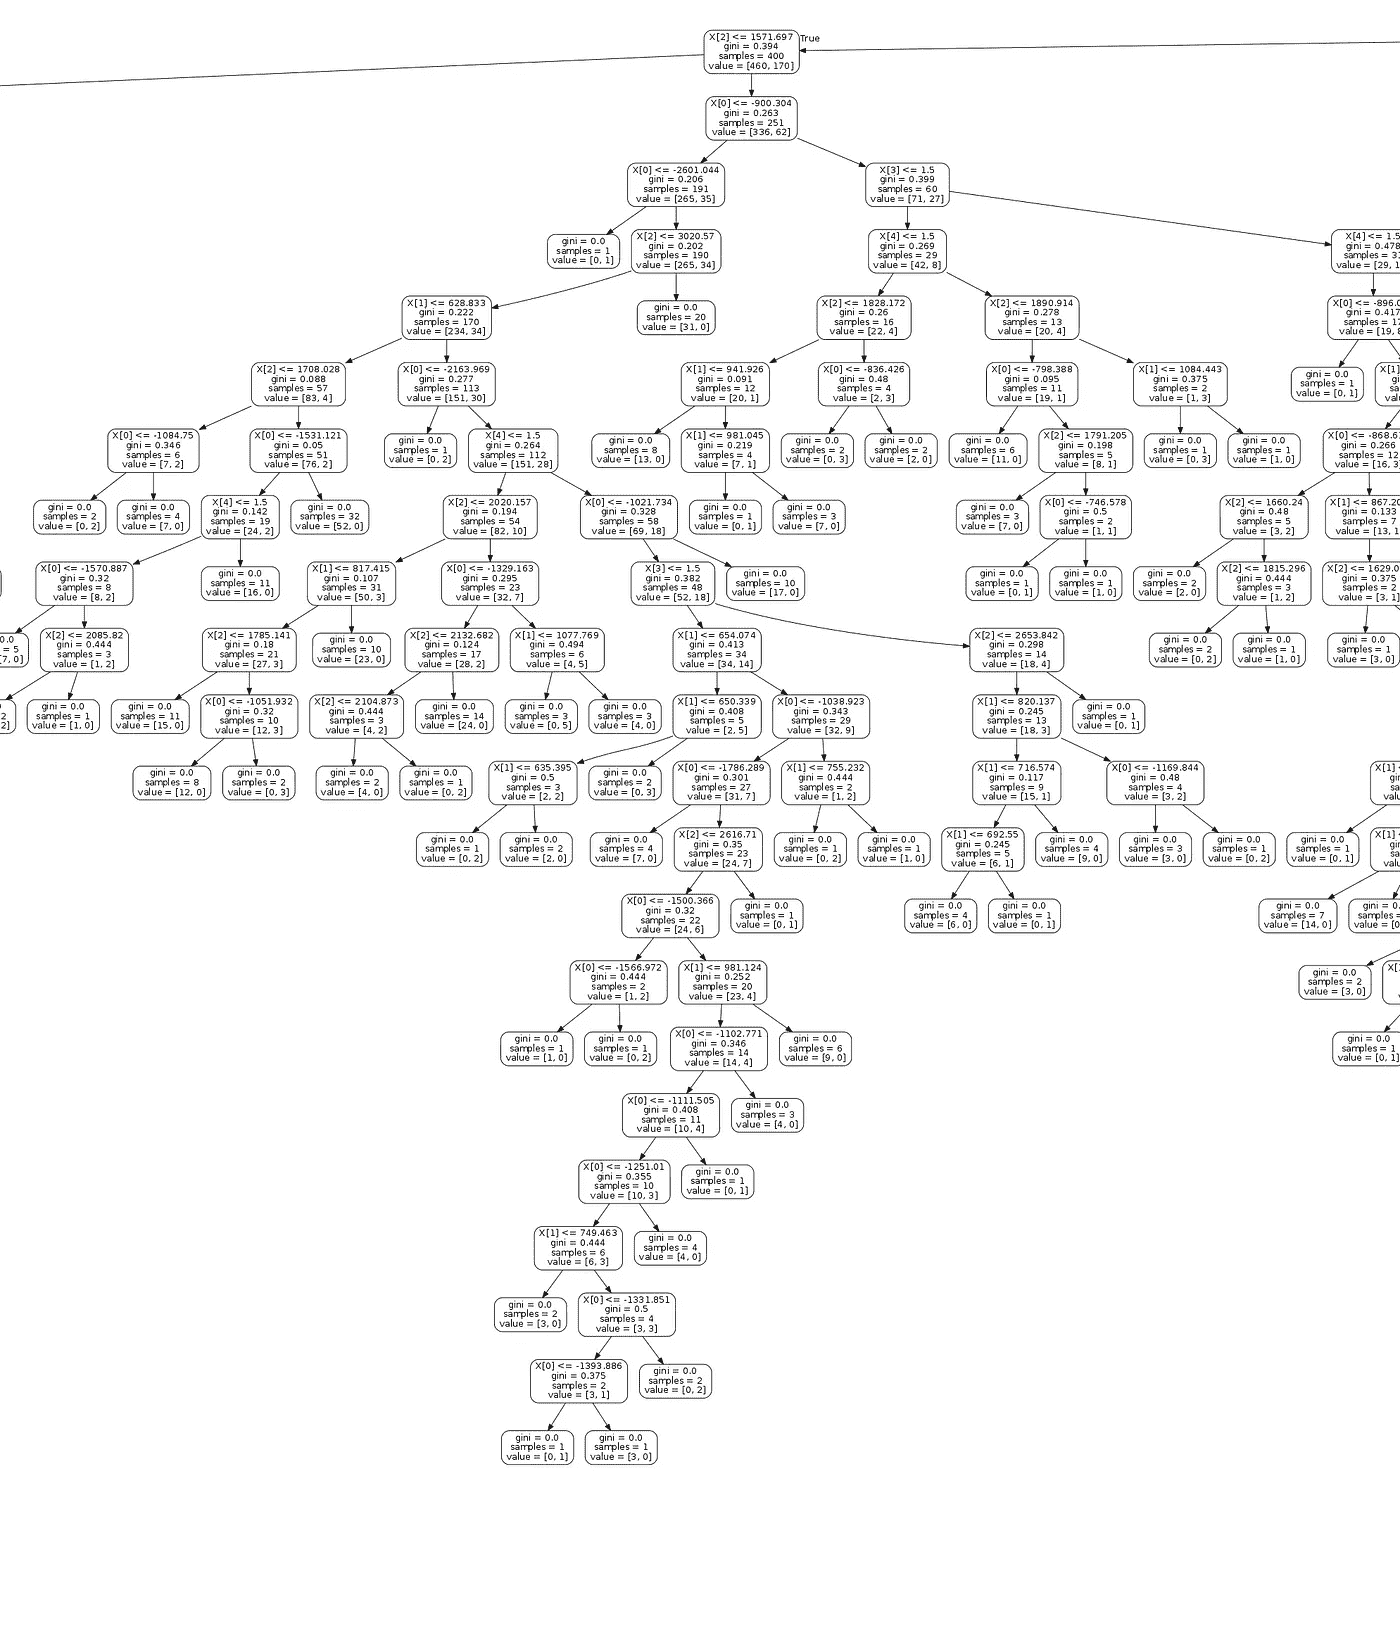 X[2] <= 1571.697
gini = 0.394
samples = 400
value = [460, 170]
True
X[0] <= -900.304
gini = 0.263
samples = 251
value = [336, 62]
X[0] <= -2601.044
gini = 0.206
samples = 191
value = [265, 35]
X[3] <= 1.5
gini = 0.399
samples = 60
value = [71, 27]
gini = 0.0
samples = 1
value = [0, 1]
X[2] <= 3020.57
gini = 0.202
samples = 190
value = [265, 34]
X[4] <= 1.5
gini = 0.269
samples = 29
value = [42, 8]
X[4] <= 1.5
gini = 0.478
samples = 31
value = [29, 1
X[1] <= 628.833
gini = 0.222
samples = 170
value = [234, 34]
gini = 0.0
samples = 20
value = [31, 0]
X[2] <= 1828.172
gini = 0.26
samples = 16
value = [22, 4]
X[2] <= 1890.914
gini = 0.278
samples = 13
value = [20, 4]
X[0] <= -896.0
gini = 0.417
samples = 17
value = [19, 8
X[2] <= 1708.028
gini = 0.088
samples = 57
value = [83, 4]
X[0] <= -2163.969
gini = 0.277
samples = 113
value = [151, 30]
X[1] <= 941.926
gini = 0.091
samples = 12
value = [20, 1]
X[0] <= -836.426
gini = 0.48
samples = 4
value = [2, 3]
X[0] <= -798.388
gini = 0.095
samples = 11
value = [19, 1]
X[1] <= 1084.443
gini = 0.375
samples = 2
value = [1, 3]
gini = 0.0
samples = 1
value = [0, 1]
X[1]
gi
sa
valu
X[0] <= -1084.75
gini = 0.346
samples = 6
value = [7, 2]
X[0] <= -1531.121
gini = 0.05
samples = 51
value = [76, 2]
gini = 0.0
samples = 1
value = [0, 2]
X[4] <= 1.5
gini = 0.264
samples = 112
value = [151, 28]
gini = 0.0
samples = 8
value = [13, 0]
X[1] <= 981.045
gini = 0.219
samples = 4
value = [7, 1]
gini = 0.0
samples = 2
value = [0, 3]
gini = 0.0
samples = 2
value = [2, 0]
gini = 0.0
samples = 6
value = [11, 0]
X[2] <= 1791.205
gini = 0.198
samples = 5
value = [8, 1]
gini = 0.0
samples = 1
value = [0, 3]
gini = 0.0
samples = 1
value = [1, 0]
X[0] <= -868.61
gini = 0.266
samples = 12
value = [16, 3
gini = 0.0
samples = 2
value = [0, 2]
gini = 0.0
samples = 4
value = [7, 0]
X[4] <= 1.5
gini = 0.142
samples = 19
value = [24, 2]
gini = 0.0
samples = 32
value = [52, 0]
X[2] <= 2020.157
gini = 0.194
samples = 54
value = [82, 10]
X[0] <= -1021.734
gini = 0.328
samples = 58
value = [69, 18]
gini = 0.0
samples = 1
value = [0, 1]
gini = 0.0
samples = 3
value = [7, 0]
gini = 0.0
samples = 3
value = [7, 0]
X[0] <= -746.578
gini = 0.5
samples = 2
value = [1, 1]
X[2] <= 1660.24
gini = 0.48
samples = 5
value = [3, 2]
X[1] <= 867.20
gini = 0.133
samples = 7
value = [13, 1
X[0] <= -1570.887
gini = 0.32
samples = 8
value = [8, 2]
gini = 0.0
samples = 11
value = [16, 0]
X[1] <= 817.415
gini = 0.107
samples = 31
value = [50, 3]
X[0] <= -1329.163
gini = 0.295
samples = 23
value = [32, 7]
X[3] <= 1.5
gini = 0.382
samples = 48
value = [52, 18]
gini = 0.0
samples = 10
value = [17, 0]
gini = 0.0
samples = 1
value = [0, 1]
gini = 0.0
samples = 1
value = [1, 0]
gini = 0.0
samples = 2
value = [2, 0]
X[2] <= 1815.296
gini = 0.444
samples = 3
value = [1, 2]
X[2] <= 1629.0
gini = 0.375
samples = 2
value = [3, 1]
0.0
= 5
[7, 0]
X[2] <= 2085.82
gini = 0.444
samples = 3
value = [1, 2]
X[2] <= 1785.141
gini = 0.18
samples = 21
value = [27, 3]
gini = 0.0
samples = 10
value = [23, 0]
X[2] <= 2132.682
gini = 0.124
samples = 17
value = [28, 2]
X[1] <= 1077.769
gini = 0.494
samples = 6
value = [4, 5]
X[1] <= 654.074
gini = 0.413
samples = 34
value = [34, 14]
X[2] <= 2653.842
gini = 0.298
samples = 14
value = [18, 4]
gini = 0.0
samples = 2
value = [0, 2]
gini = 0.0
samples = 1
value = [1, 0]
gini = 0.0
samples = 1
value = [3, 0]
0
2
2]
gini = 0.0
samples = 1
value = [1, 0]
gini = 0.0
samples = 11
value = [15, 0]
X[0] <= -1051.932
gini = 0.32
samples = 10
value = [12, 3]
X[2] <= 2104.873
gini = 0.444
samples = 3
value = [4, 2]
gini = 0.0
samples = 14
value = [24, 0]
gini = 0.0
samples = 3
value = [0, 5]
gini = 0.0
samples = 3
value = [4, 0]
X[1] <= 650.339
gini = 0.408
samples = 5
value = [2, 5]
X[0] <= -1038.923
gini = 0.343
samples = 29
value = [32, 9]
X[1] <= 820.137
gini = 0.245
samples = 13
value = [18, 3]
gini = 0.0
samples = 1
value = [0, 1]
gini = 0.0
samples = 8
value = [12, 0]
gini = 0.0
samples = 2
value = [0, 3]
gini = 0.0
samples = 2
value = [4, 0]
gini = 0.0
samples = 1
value = [0, 2]
X[1] <= 635.395
gini = 0.5
samples = 3
value = [2, 2]
gini = 0.0
samples = 2
value = [0, 3]
X[0] <= -1786.289
gini = 0.301
samples = 27
value = [31, 7]
X[1] <= 755.232
gini = 0.444
samples = 2
value = [1, 2]
X[1] <= 716.574
gini = 0.117
samples = 9
value = [15, 1]
X[0] <= -1169.844
gini = 0.48
samples = 4
value = [3, 2]
X[1]
gi
sa
valu
gini = 0.0
samples = 1
value = [0, 2]
gini = 0.0
samples = 2
value = [2, 0]
gini = 0.0
samples = 4
value = [7, 0]
X[2] <= 2616.71
gini = 0.35
samples = 23
value = [24, 7]
gini = 0.0
samples = 1
value = [0, 2]
gini = 0.0
samples = 1
value = [1, 0]
X[1] <= 692.55
gini = 0.245
samples = 5
value = [6, 1]
gini = 0.0
samples = 4
value = [9, 0]
gini = 0.0
samples = 3
value = [3, 0]
gini = 0.0
samples = 1
value = [0, 2]
gini = 0.0
samples = 1
value = [0, 1]
X[1]
gi
sa
valu
X[0] <= -1500.366
gini = 0.32
samples = 22
value = [24, 6]
gini = 0.0
samples = 1
value = [0, 1]
gini = 0.0
samples = 4
value = [6, 0]
gini = 0.0
samples = 1
value = [0, 1]
gini = 0.0
samples = 7
value = [14, 0]
gini = 0.
samples =
value = [0
X[0] <= -1566.972
gini = 0.444
samples = 2
value = [1, 2]
X[1] <= 981.124
gini = 0.252
samples = 20
value = [23, 4]
gini = 0.0
samples = 2
value = [3, 0]
X[
gini = 0.0
samples = 1
value = [1, 0]
gini = 0.0
samples = 1
value = [0, 2]
X[0] <= -1102.771
gini = 0.346
samples = 14
value = [14, 4]
gini = 0.0
samples = 6
value = [9, 0]
gini = 0.0
samples = 1
value = [0, 1]
X[0] <= -1111.505
gini = 0.408
samples = 11
value = [10, 4]
gini = 0.0
samples = 3
value = [4, 0]
X[0] <= -1251.01
gini = 0.355
samples = 10
value = [10, 3]
gini = 0.0
samples = 1
value = [0, 1]
X[1] <= 749.463
gini = 0.444
samples = 6
value = [6, 3]
gini = 0.0
samples = 4
value = [4, 0]
gini = 0.0
samples = 2
value = [3, 0]
X[0] <= -1331.851
gini = 0.5
samples = 4
value = [3, 3]
X[0] <= -1393.886
gini = 0.375
samples = 2
value = [3, 1]
gini = 0.0
samples = 2
value = [0, 2]
gini = 0.0
samples = 1
value = [0, 1]
gini = 0.0
samples = 1
value = [3, 0]